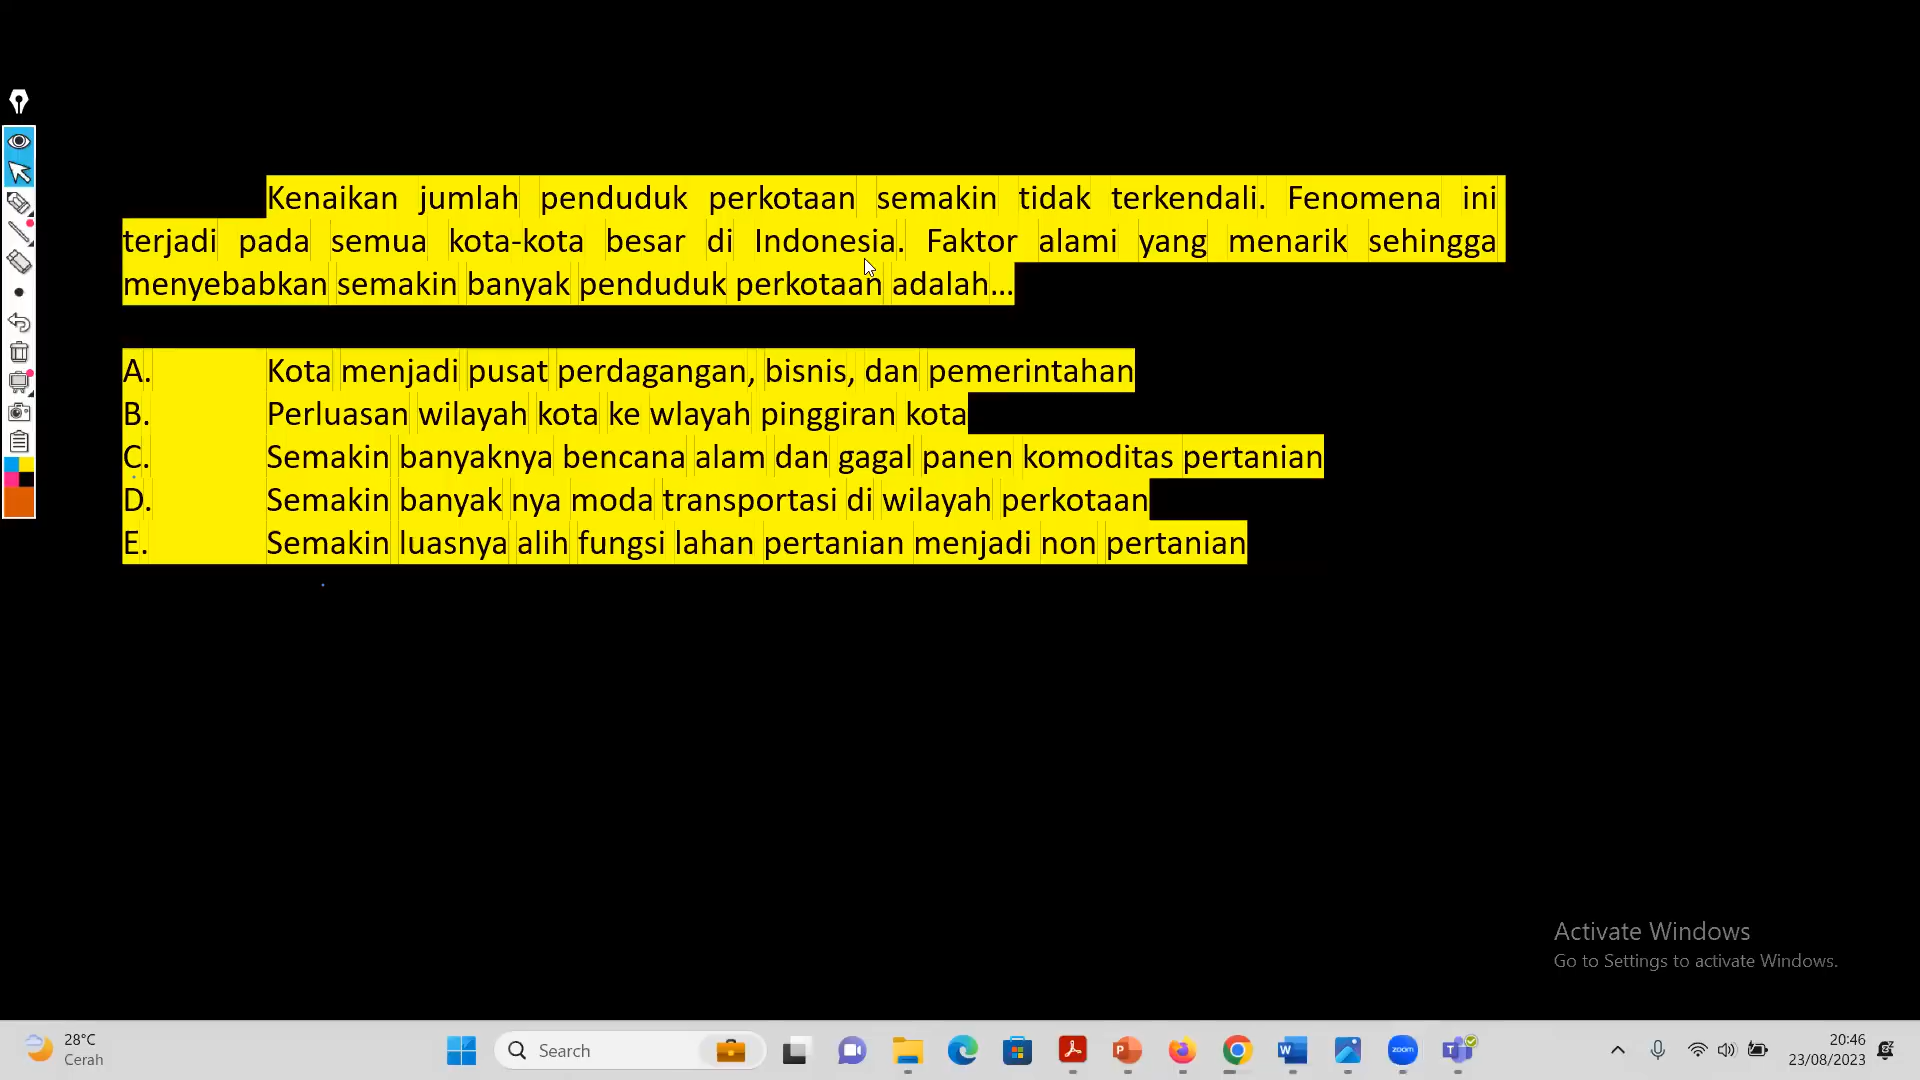 Kenaikan jumlah penduduk perkotaan semakin tidak terkendali. Fenomena ini
terjadi pada semua kota-kota besar di Indonesia. Faktor alami yang menarik sehingga
menyebabkan semakin banyak penduduk perkotaan adalah...
A. Kota menjadi pusat perdagangan, bisnis, dan pemerintahan
B. Perluasan wilayah kota ke wlayah pinggiran kota
C. Semakin banyaknya bencana alam dan gagal panen komoditas pertanian
D. Semakin banyak nya moda transportasi di wilayah perkotaan
E. Semakin luasnya alih fungsi lahan pertanian menjadi non pertanian
Activate Windows
Go to Settings to activate Windows.
28°C
Cerah
Search
zoom
20:46
23/08/2023